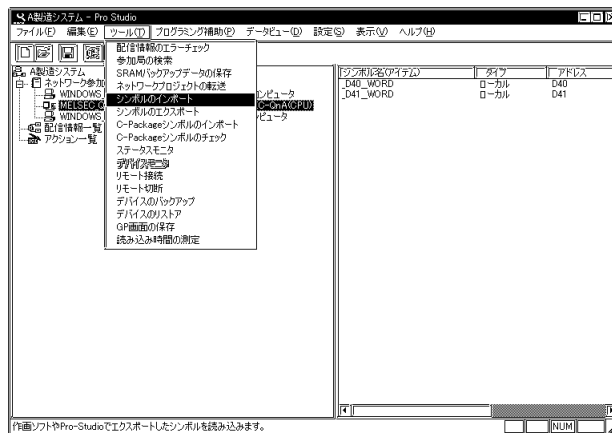 A製造システム - Pro Studio
ファイル(F) 編集(E) ツール(T) プログラミング補助(P) データビュー(D) 設定(S) 表示(V) ヘルプ(H)
配信情報のエラーチェック
参加局の検索
SRAMバックアップデータの保存
ネットワークプロジェクトの転送
シンボルのインポート
シンボルのエクスポート
C-Packageシンボルのインポート
C-Packageシンボルのチェック
ステータスモニタ
デバイスモニタ
リモート接続
リモート切断
デバイスのバックアップ
デバイスのリストア
GP画面の保存
読み込み時間の測定
A製造システム
ネットワーク参加
WINDOWS
ンピュータ
MELSEC_Q
C-QnA(CPU)
WINDOWS
ピュータ
配信情報一覧
アクション一覧
シンボル名(アイテム) タイプ アドレス
_D40_WORD ローカル D40
_D41_WORD ローカル D41
作画ソフトやPro-Studioでエクスポートしたシンボルを読み込みます。
NUM